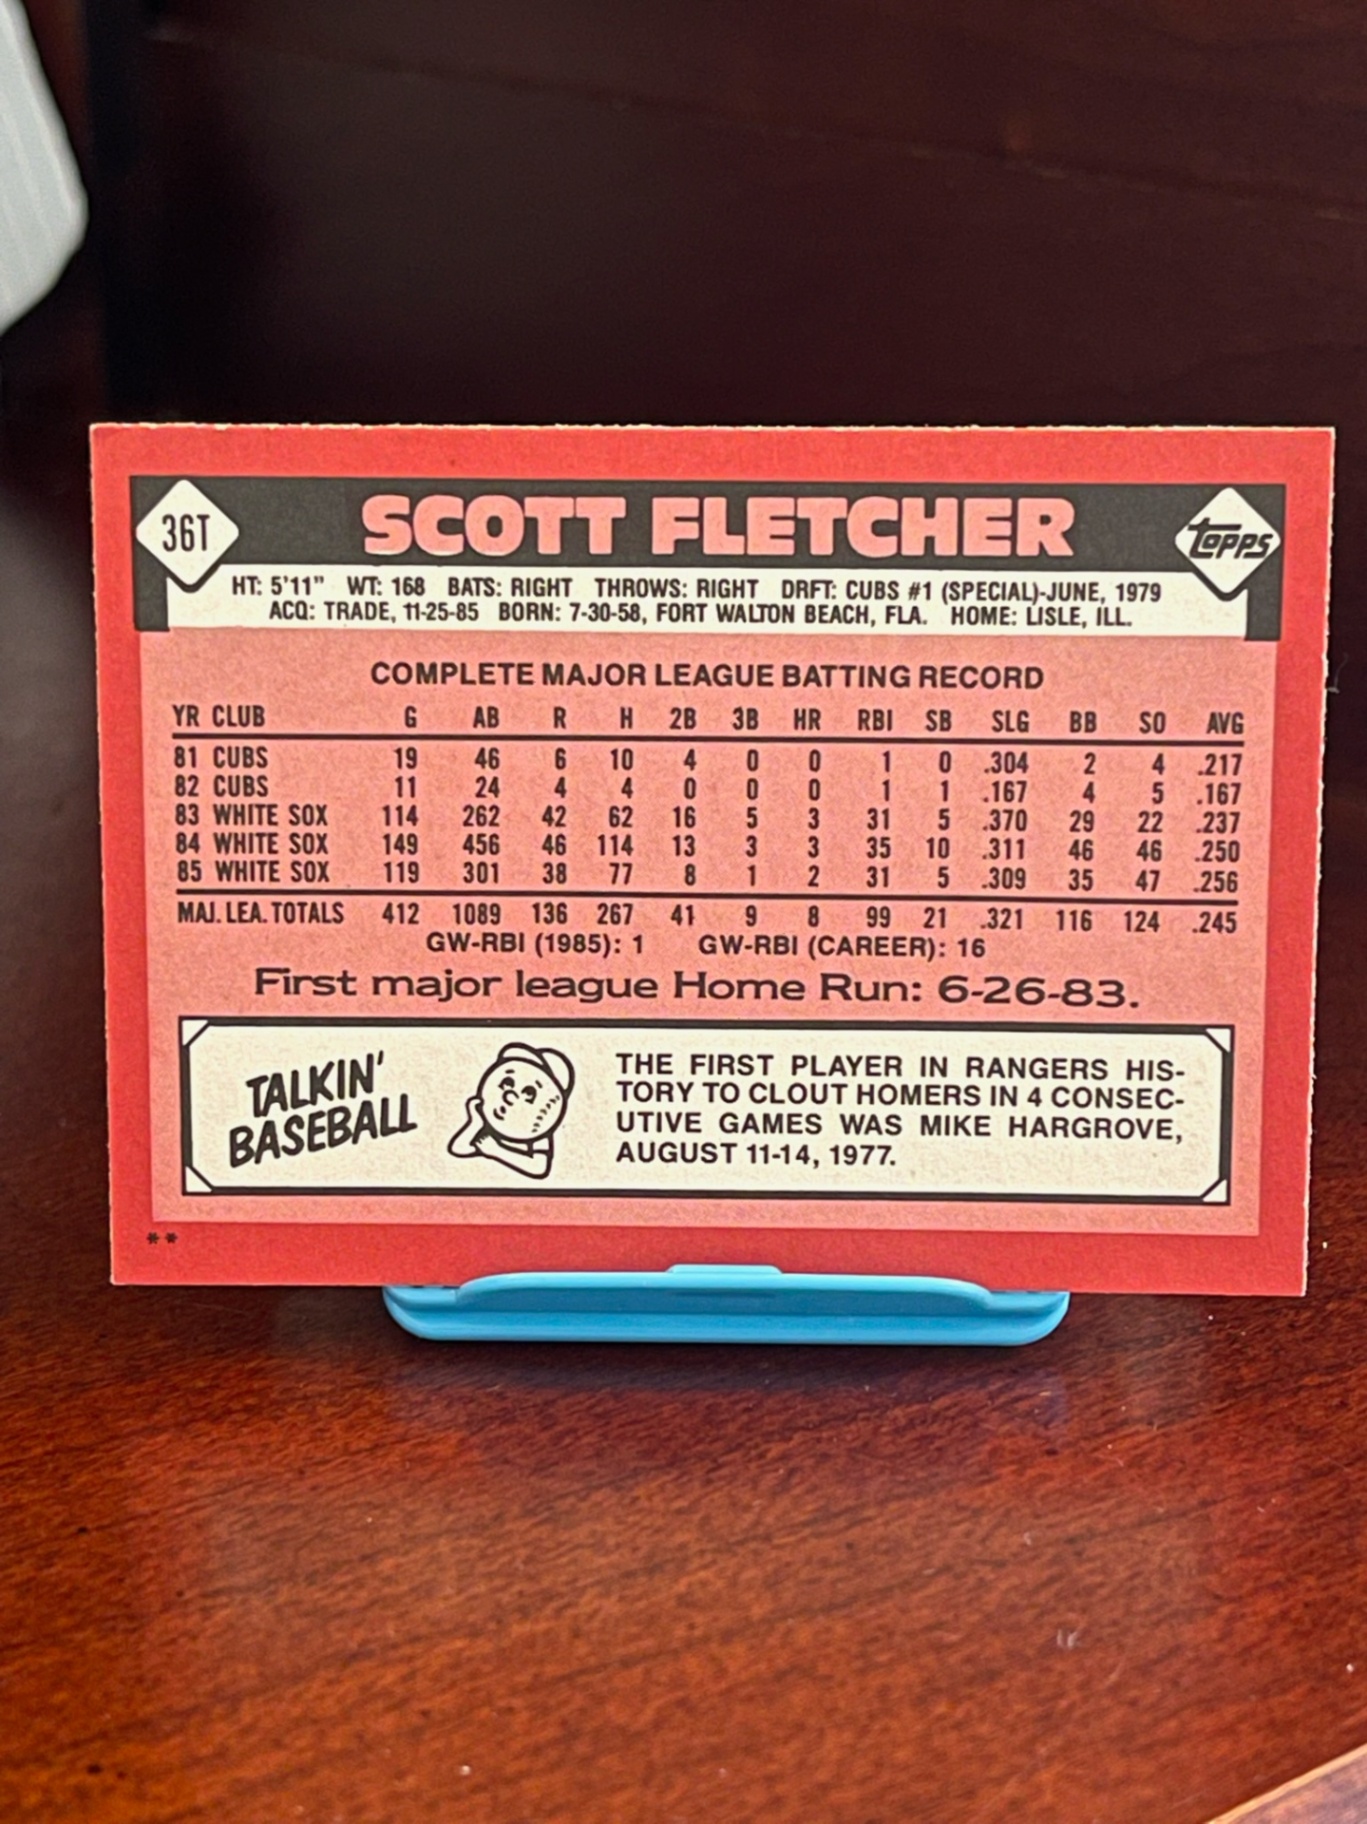 36T SCOTT FLETCHER Topps
HT: 5'11" WT: 168 BATS: RIGHT THROWS: RIGHT DRFT: CUBS #1 (SPECIAL)-JUNE, 1979
ACQ: TRADE, 11-25-85 BORN: 7-30-58, FORT WALTON BEACH, FLA. HOME: LISLE, ILL.
COMPLETE MAJOR LEAGUE BATTING RECORD
YR CLUB G AB R H 2B 3B HR RBI SB SLG BB SO AVG
81 CUBS 19 46 6 10 4 0 0 1 0 .304 2 4 .217
82 CUBS 11 24 4 4 0 0 0 1 1 .167 4 5 .167
83 WHITE SOX 114 262 42 62 16 5 3 31 5 .370 29 22 .237
84 WHITE SOX 149 456 46 114 13 3 3 35 10 .311 46 46 .250
85 WHITE SOX 119 301 38 77 8 1 2 31 5 .309 35 47 .256
MAJ. LEA. TOTALS 412 1089 136 267 41 9 8 99 21 .321 116 124 .245
GW-RBI (1985): 1 GW-RBI (CAREER): 16
First major league Home Run: 6-26-83.
TALKIN'
BASEBALL
THE FIRST PLAYER IN RANGERS HIS-
TORY TO CLOUT HOMERS IN 4 CONSEC-
UTIVE GAMES WAS MIKE HARGROVE,
AUGUST 11-14, 1977.
**